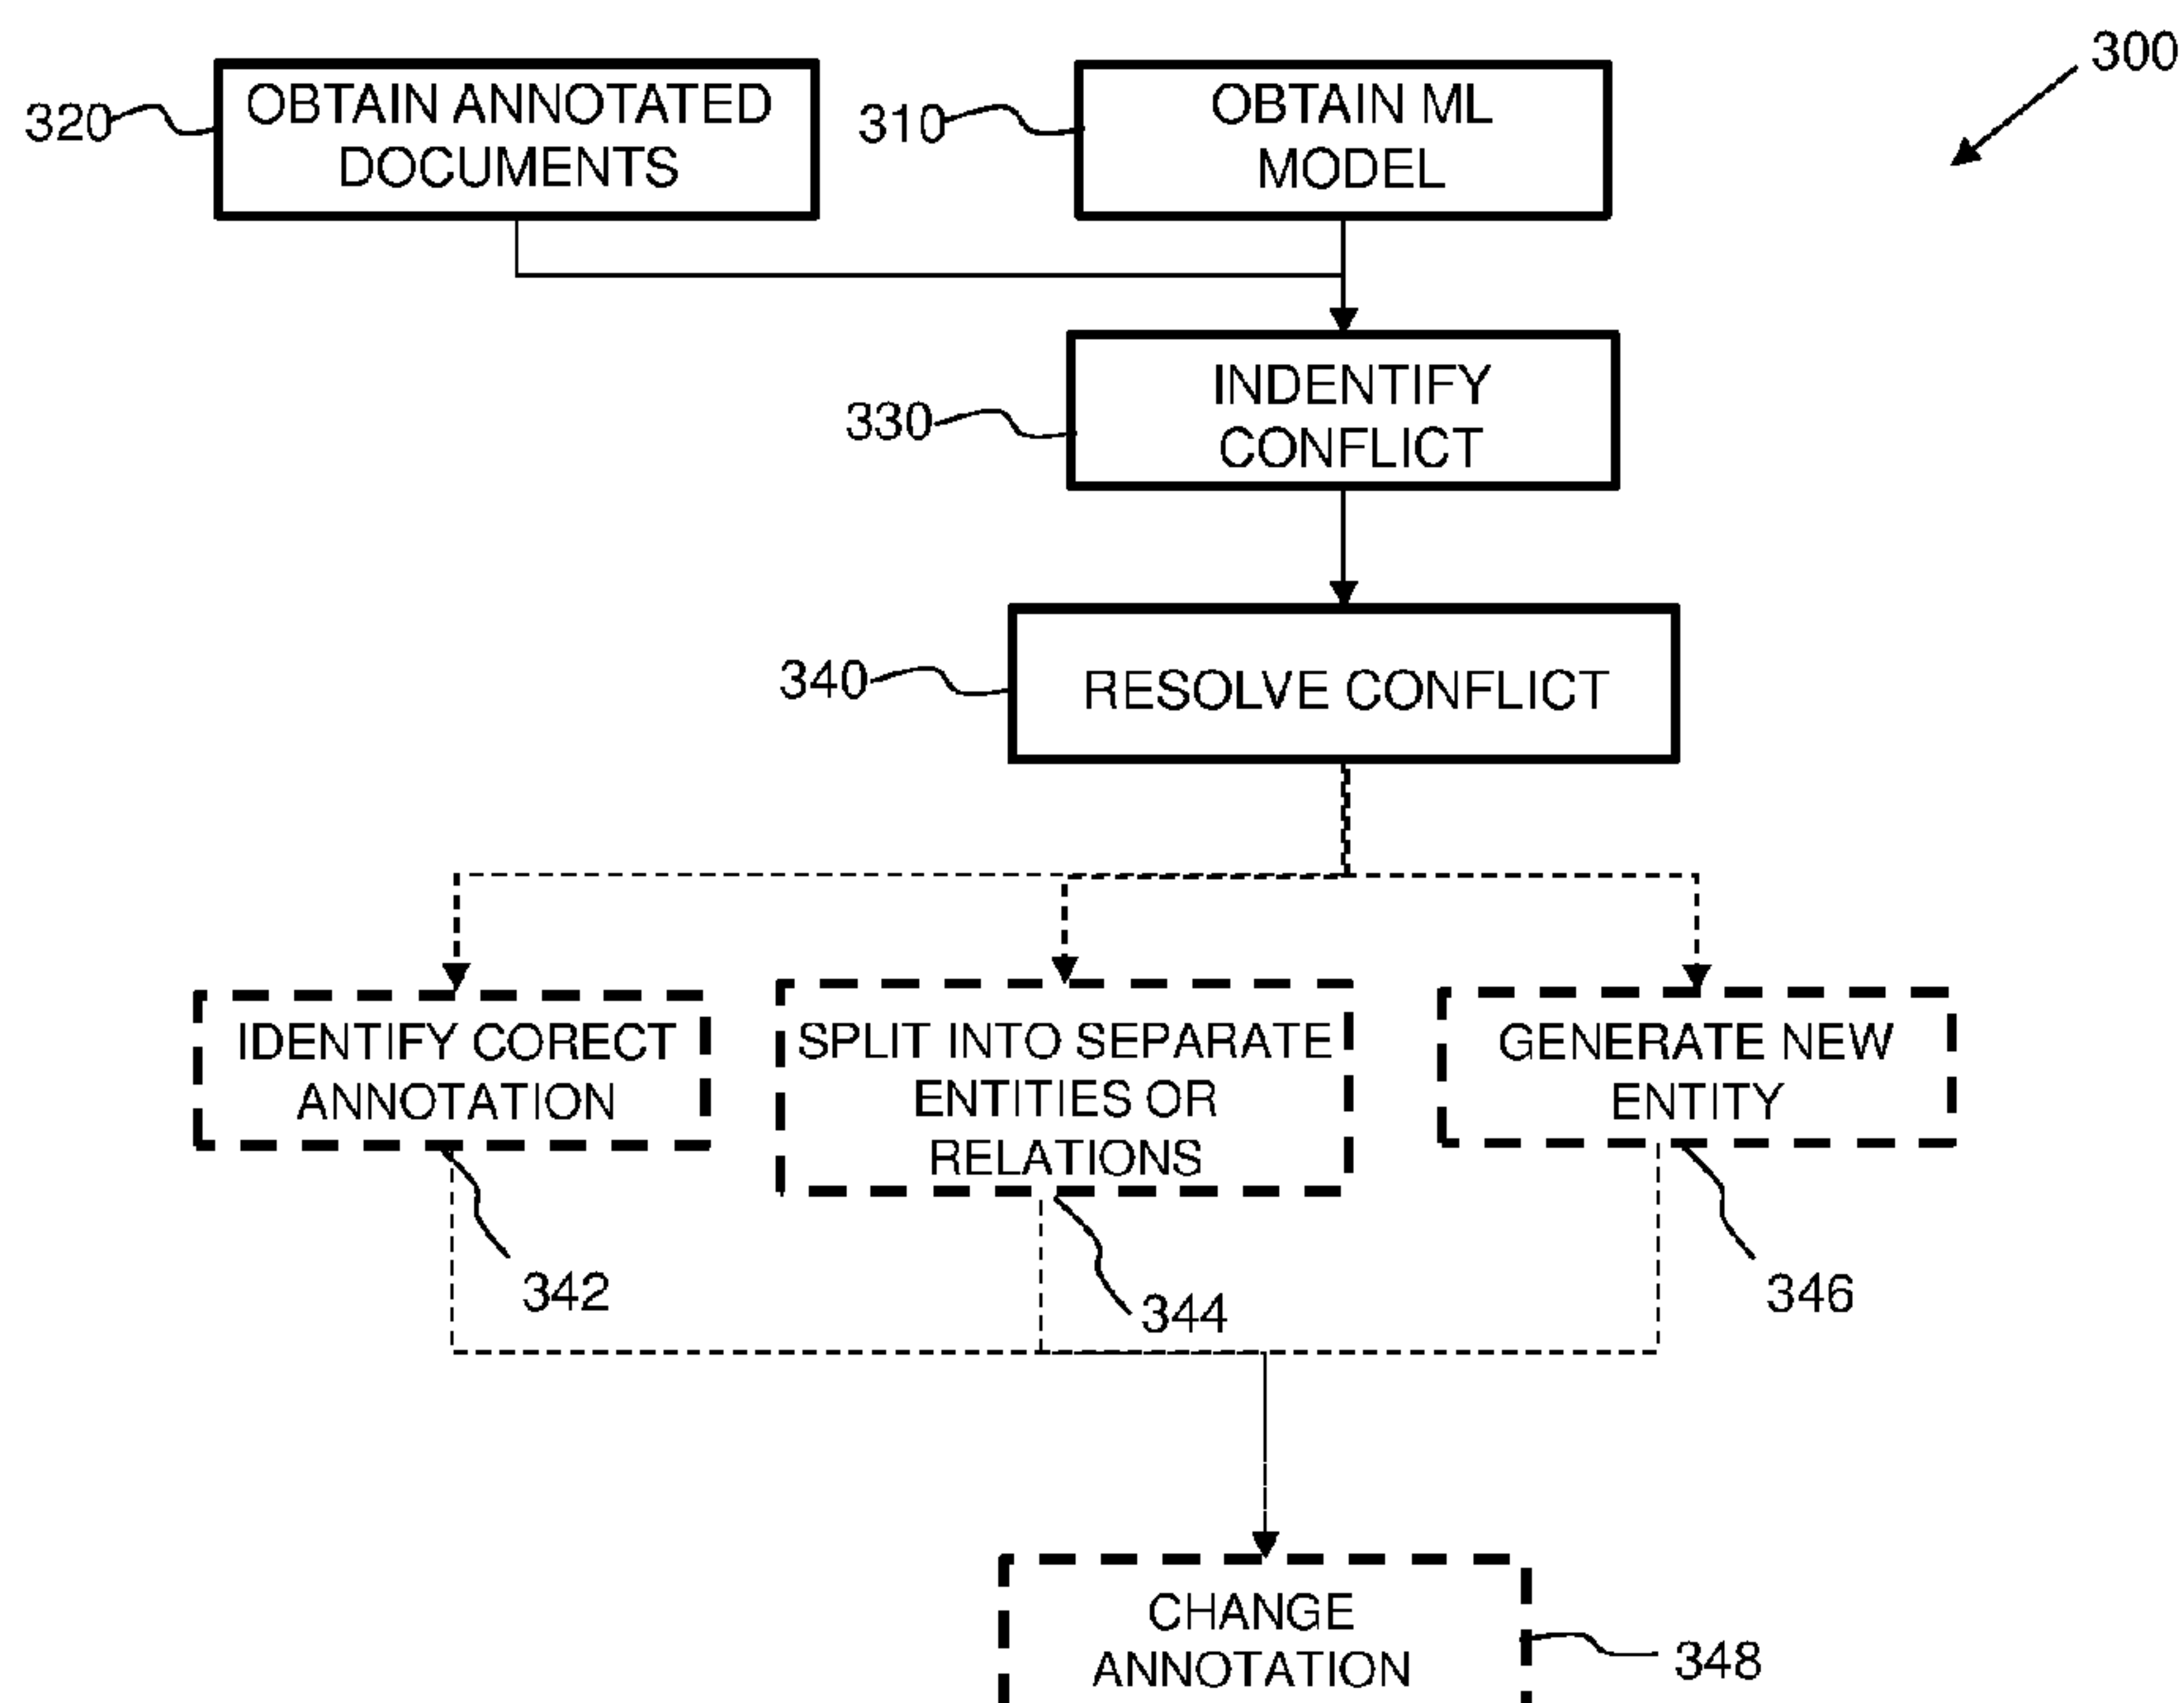 300
320
OBTAIN ANNOTATED
DOCUMENTS
310
OBTAIN ML
MODEL
330
INDENTIFY
CONFLICT
340
RESOLVE CONFLICT
IDENTIFY CORECT
ANNOTATION
SPLIT INTO SEPARATE
ENTITIES OR
RELATIONS
GENERATE NEW
ENTITY
342
344
346
CHANGE
ANNOTATION
348